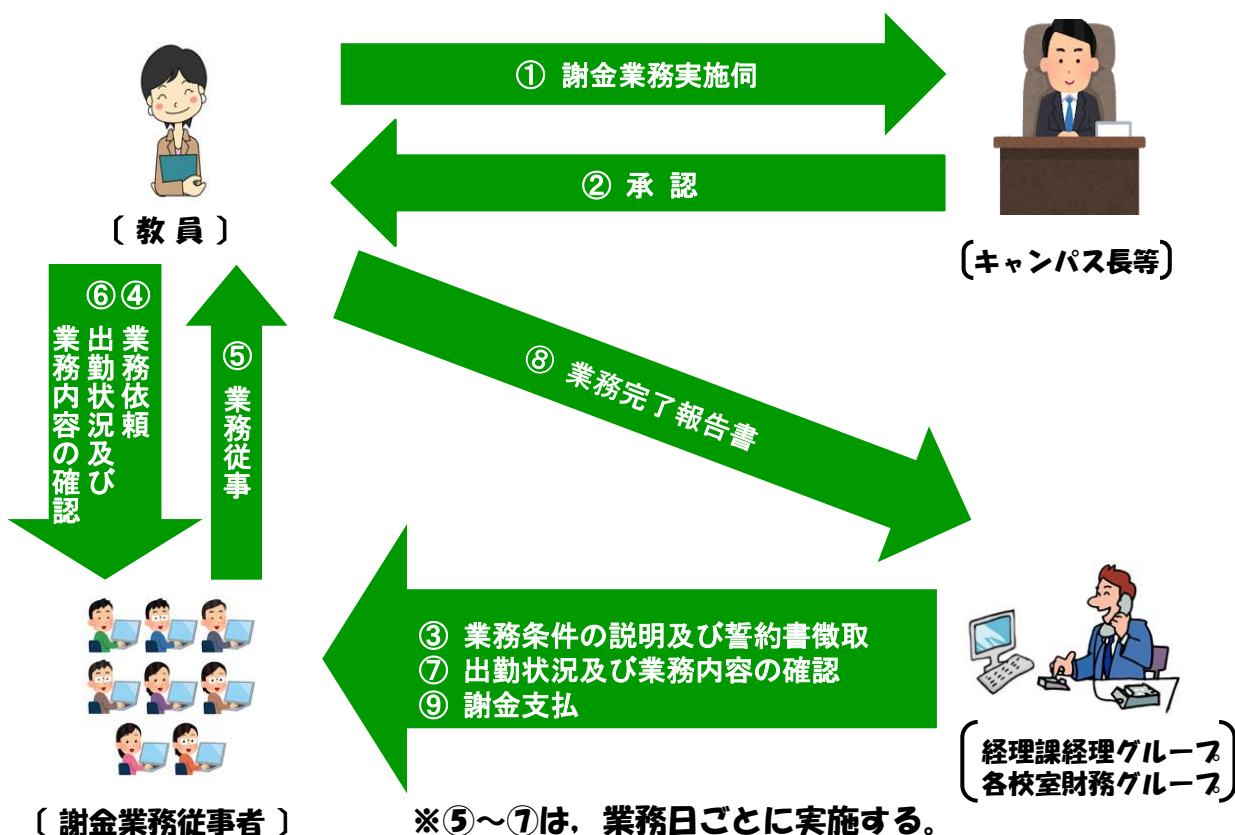 ① 謝金業務実施伺
② 承 認
〔 教 員 〕
〔キャンパス長等〕
④ 業務依頼
⑥ 出勤状況及び
業務内容の確認
⑤ 業務従事
⑧ 業務完了報告書
③ 業務条件の説明及び誓約書徴取
⑦ 出勤状況及び業務内容の確認
⑨ 謝金支払
経理課経理グループ
各校室財務グループ
〔 謝金業務従事者 〕
※⑤～⑦は，業務日ごとに実施する。